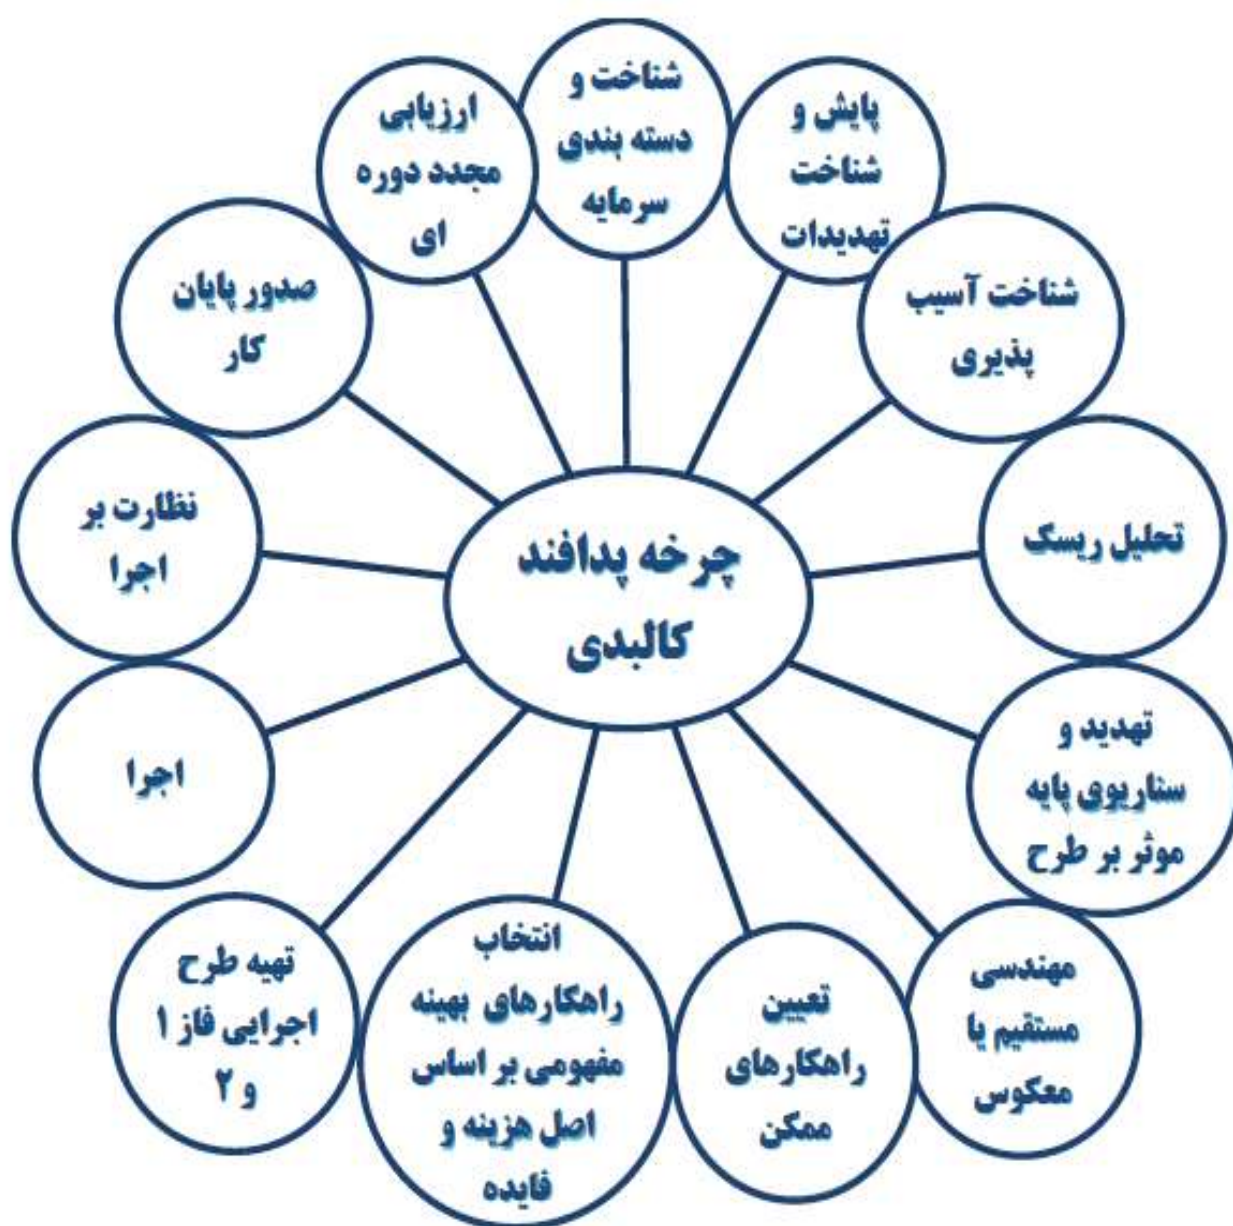 چرخه پدافند
کالبدی
شناخت و
دسته بندی
سرمایه
پایش و
شناخت
تهدیدات
شناخت آسیب
پذیری
تحلیل ریسک
تهدید و
سناریوی پایه
موثر بر طرح
مهندسی
مستقیم یا
معکوس
تعیین
راهکارهای
ممکن
انتخاب
راهکارهای بهینه
مفهومی بر اساس
اصل هزینه و
فایده
تهیه طرح
اجرایی فاز ۱
و ۲
اجرا
نظارت بر
اجرا
صدور پایان
کار
ارزیابی
مجدد دوره
ای